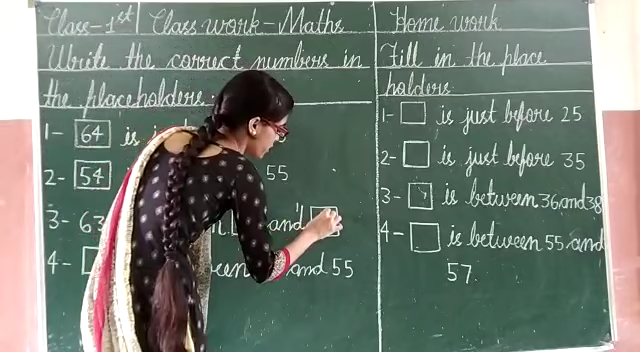 Class-1st Class work-Maths
Write the correct numbers in
the placeholders.
1- 64 is
2- 54 55
3- 63 and
4- and 55
Home work
Fill in the place
holders.
1- is just before 25
2- is just before 35
3- is between 36 and 38
4- is between 55 and
57.